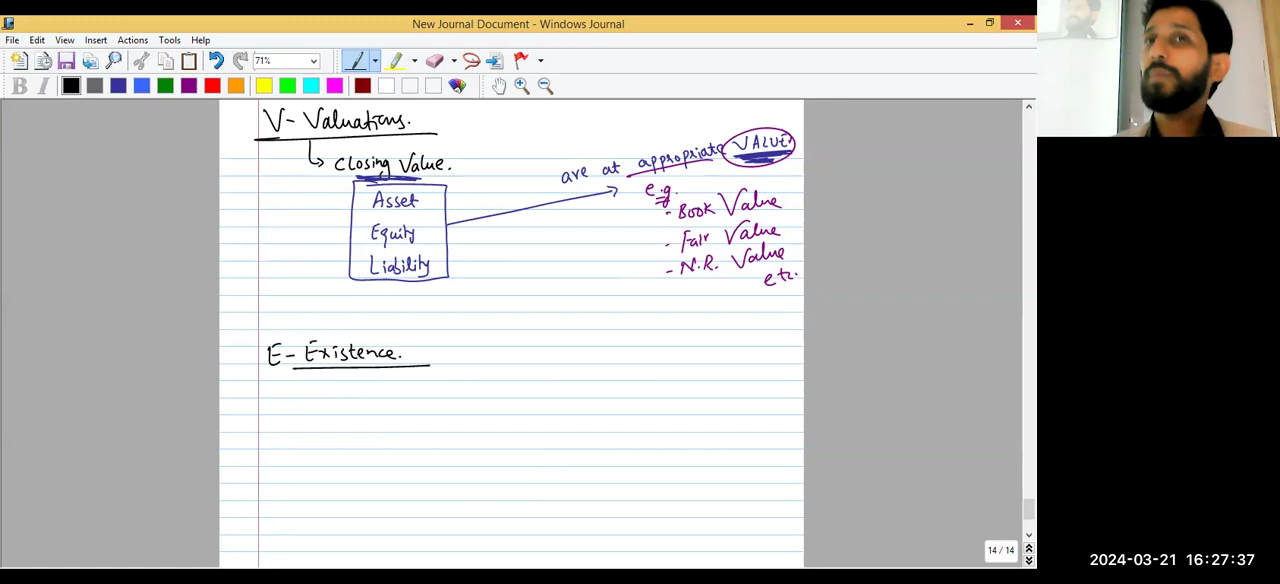 New Journal Document - Windows Journal
File Edit View Insert Actions Tools Help
71%
B I
V- Valuations.
Closing Value.
are at appropriate VALUE.
Asset
Equity
Liability
e.g.
- Book Value
- Fair Value
- N.R. Value
etc.
E- Existence.
14 / 14
2024-03-21 16:27:37